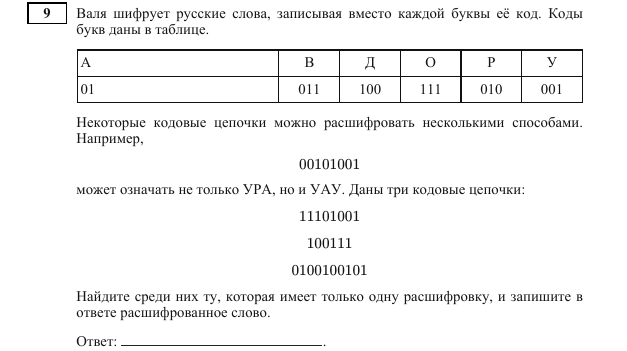 9 Валя шифрует русские слова, записывая вместо каждой буквы её код. Коды
букв даны в таблице.
А В Д О Р У
01 011 100 111 010 001
Некоторые кодовые цепочки можно расшифровать несколькими способами.
Например,
00101001
может означать не только УРА, но и УАУ. Даны три кодовые цепочки:
11101001
100111
0100100101
Найдите среди них ту, которая имеет только одну расшифровку, и запишите в
ответе расшифрованное слово.
Ответ: ____________________.